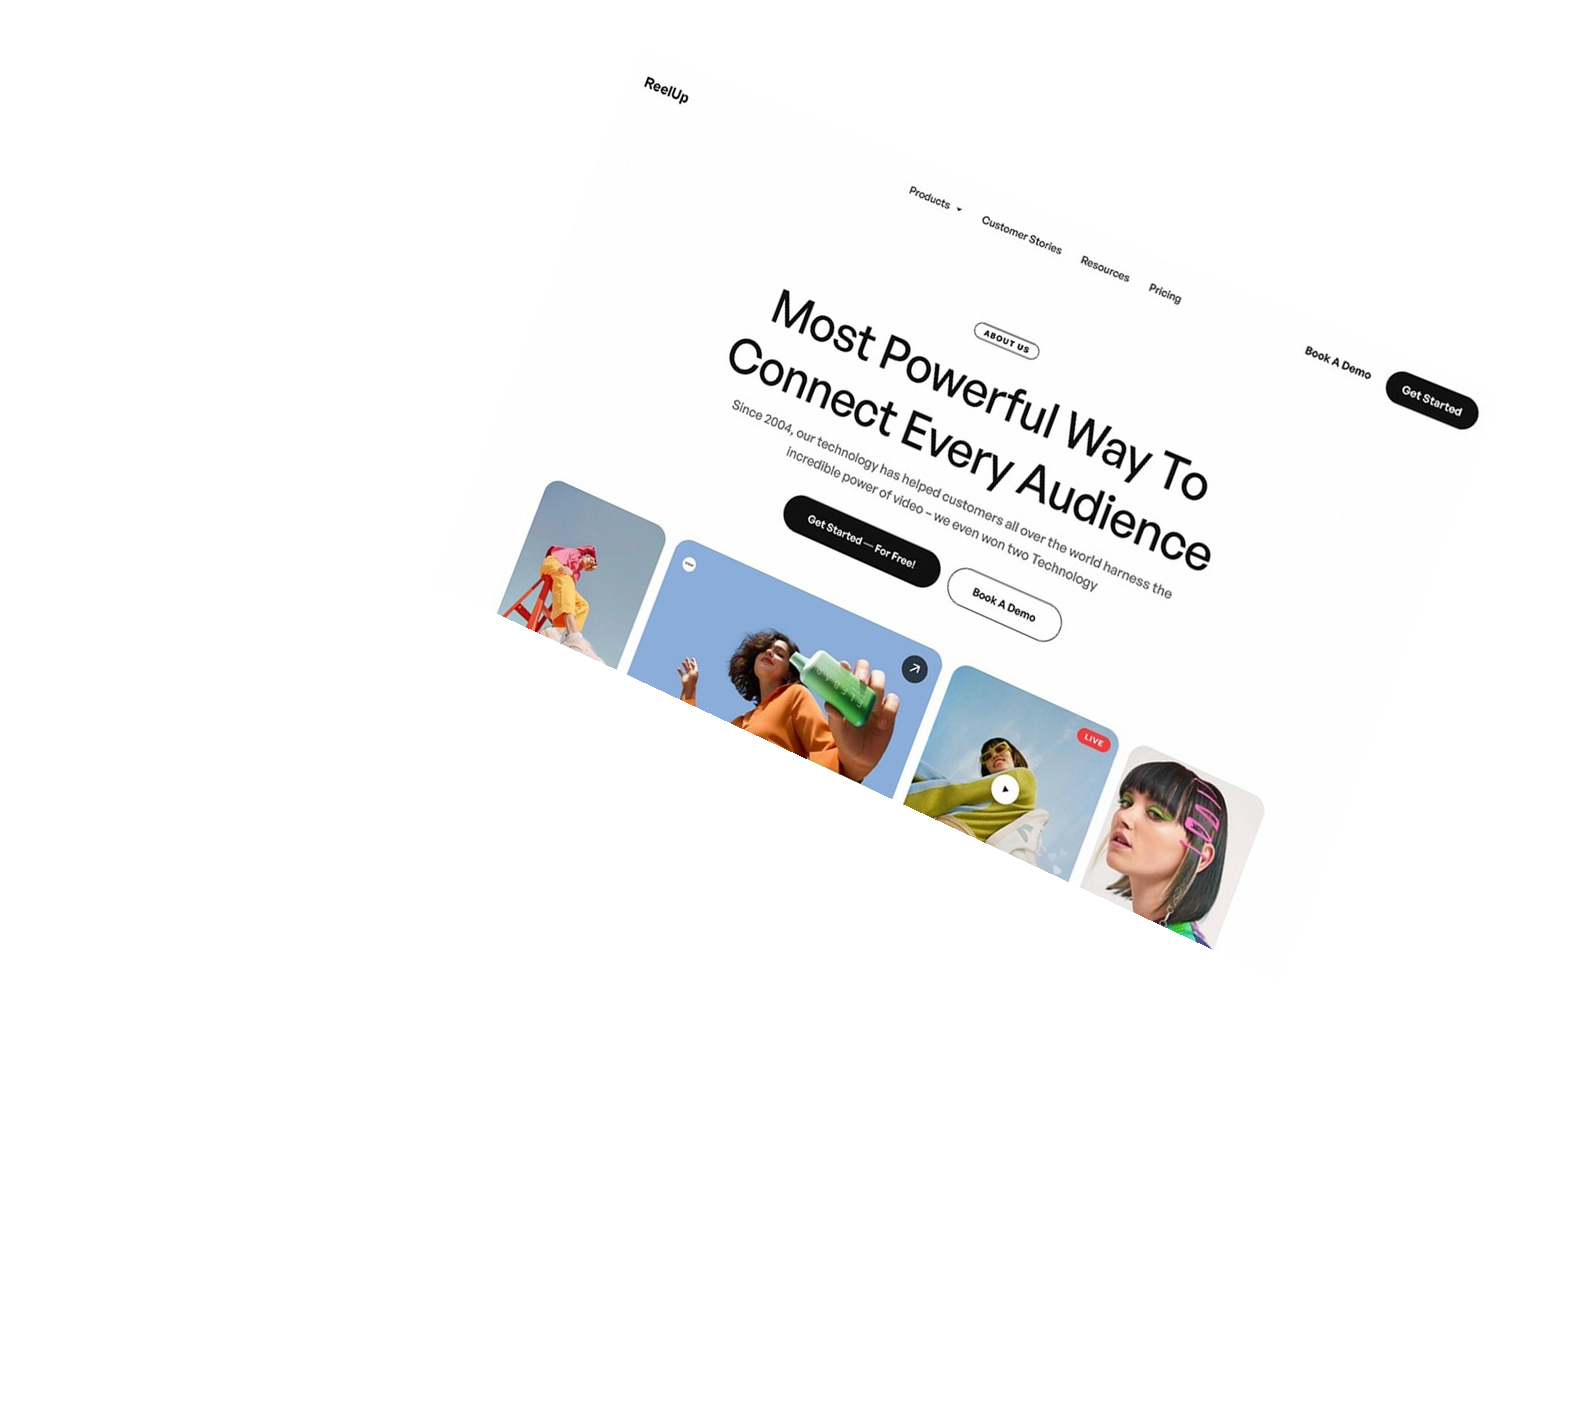 ReelUp
Products
Customer Stories
Resources
Pricing
Book A Demo
Get Started
ABOUT US
Most Powerful Way To
Connect Every Audience
Since 2004, our technology has helped customers all over the world harness the
incredible power of video – we even won two Technology
Get Started — For Free!
Book A Demo
LIVE